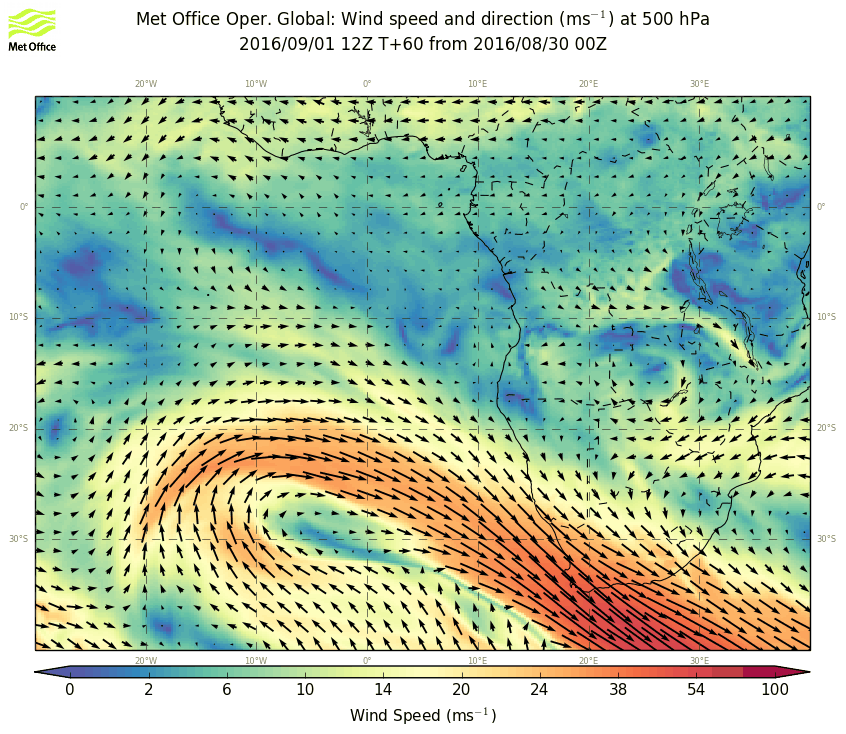 Met Office
Met Office Oper. Global: Wind speed and direction (ms⁻¹) at 500 hPa
2016/09/01 12Z T+60 from 2016/08/30 00Z
20°W 10°W 0° 10°E 20°E 30°E
0° 0°
10°S 10°S
20°S 20°S
30°S 30°S
20°W 10°W 0° 10°E 20°E 30°E
0 2 6 10 14 20 24 38 54 100
Wind Speed (ms⁻¹)